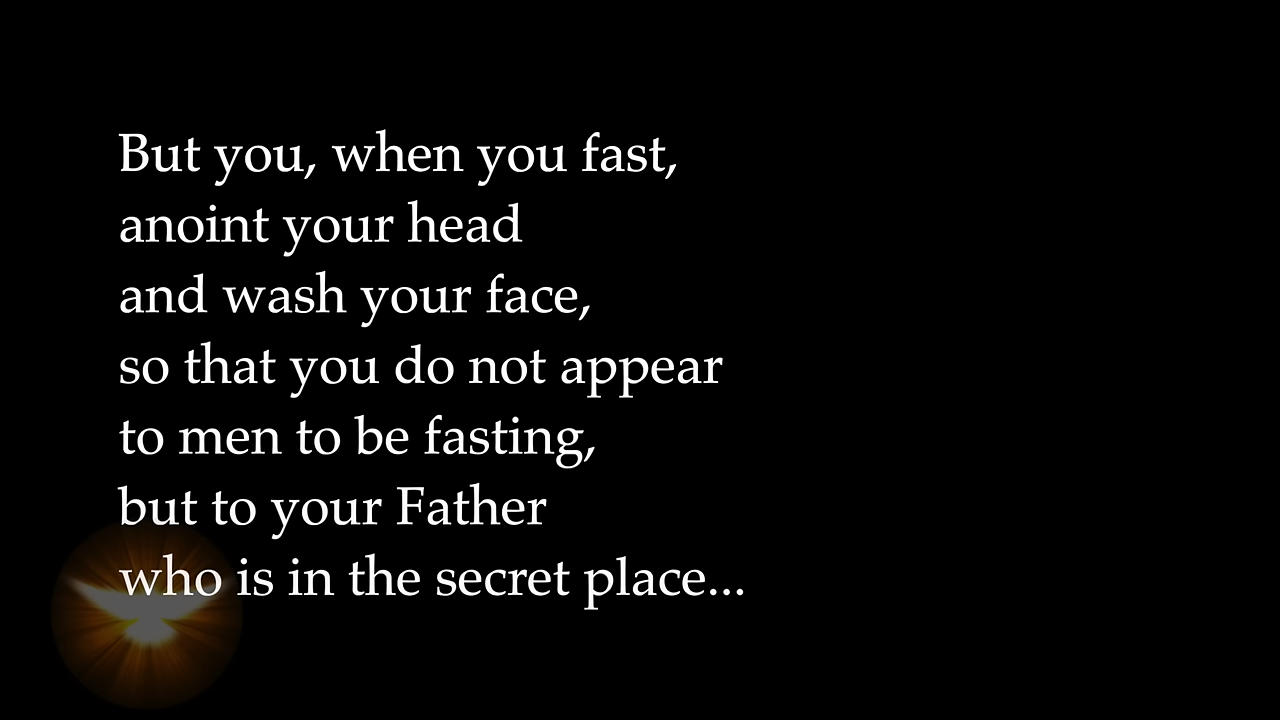 But you, when you fast,
anoint your head
and wash your face,
so that you do not appear
to men to be fasting,
but to your Father
who is in the secret place...